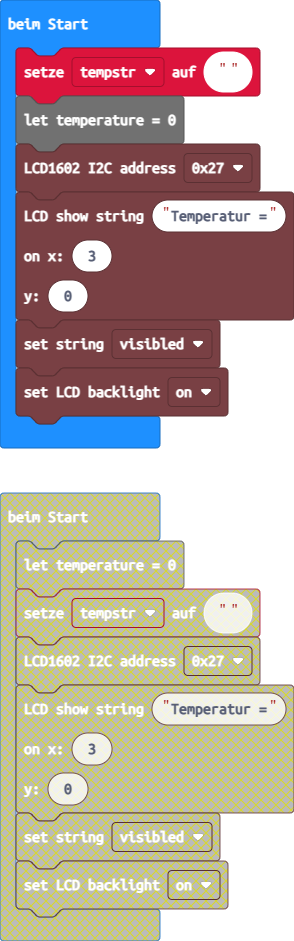 beim Start
setze tempstr auf " "
let temperature = 0
LCD1602 I2C address 0x27
LCD show string "Temperatur ="
on x: 3
y: 0
set string visibled
set LCD backlight on
beim Start
let temperature = 0
setze tempstr auf " "
LCD1602 I2C address 0x27
LCD show string "Temperatur ="
on x: 3
y: 0
set string visibled
set LCD backlight on